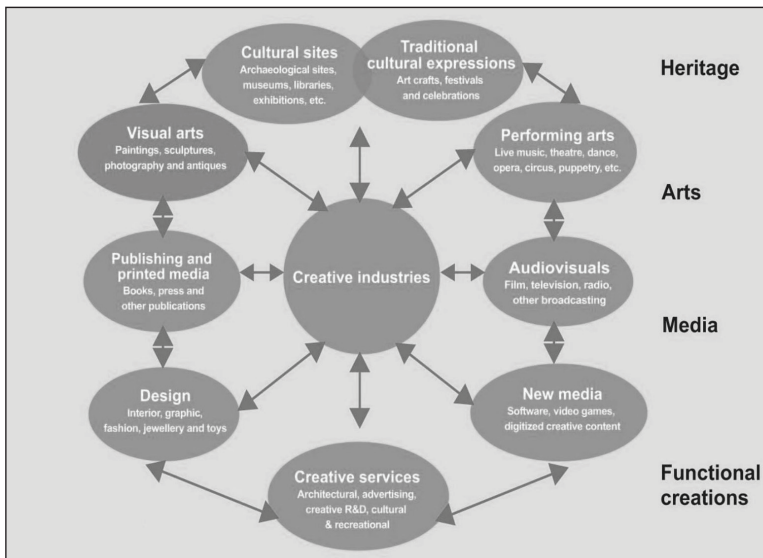 Cultural sites
Archaeological sites,
museums, libraries,
exhibitions, etc.
Traditional
cultural expressions
Art crafts, festivals
and celebrations
Heritage
Visual arts
Paintings, sculptures,
photography and antiques
Performing arts
Live music, theatre, dance,
opera, circus, puppetry, etc.
Arts
Publishing and
printed media
Books, press and
other publications
Creative industries
Audiovisuals
Film, television, radio,
other broadcasting
Media
Design
Interior, graphic,
fashion, jewellery and toys
New media
Software, video games,
digitized creative content
Creative services
Architectural, advertising,
creative R&D, cultural
& recreational
Functional
creations